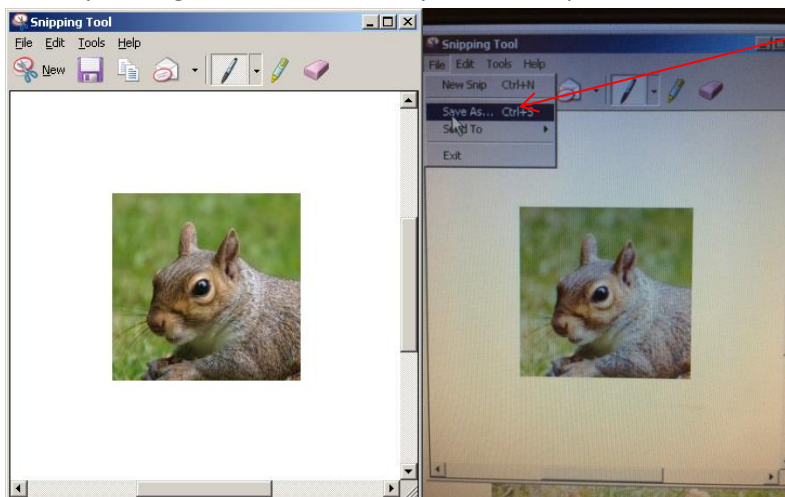 Snipping Tool
File Edit Tools Help
New
Snipping Tool
File Edit Tools Help
New Snip Ctrl+N
Save As... Ctrl+S
Send To
Exit